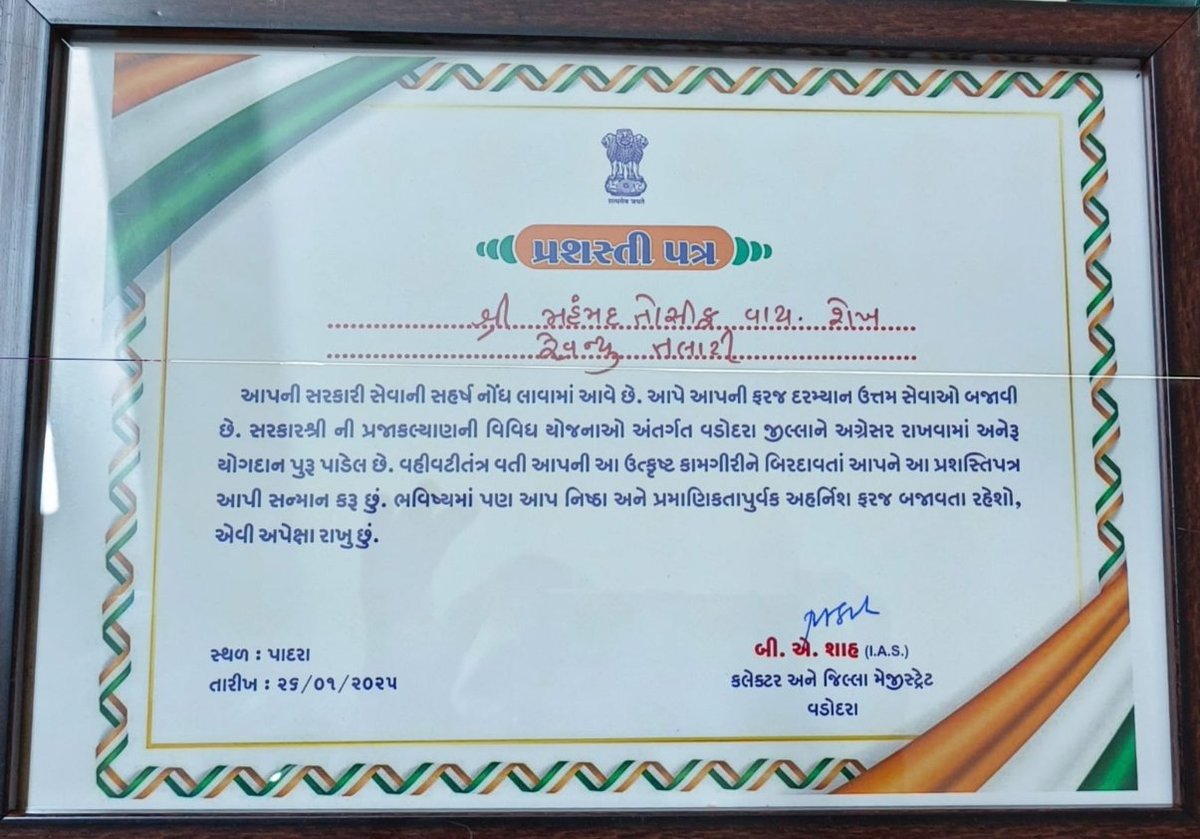 सत्यमेव जयते
પ્રશસ્તી પત્ર
શ્રી મહંમદ તોસીફ વાય. શેખ
રેવન્યુ તલાટી
આપની સરકારી સેવાની સહર્ષ નોંધ લાવામાં આવે છે. આપે આપની ફરજ દરમ્યાન ઉત્તમ સેવાઓ બજાવી
છે. સરકારશ્રી ની પ્રજાકલ્યાણની વિવિધ યોજનાઓ અંતર્ગત વડોદરા જીલ્લાને અગ્રેસર રાખવામાં અનેરૂ
યોગદાન પુરૂ પાડેલ છે. વહીવટીતંત્ર વતી આપની આ ઉત્કૃષ્ટ કામગીરીને બિરદાવતાં આપને આ પ્રશસ્તિપત્ર
આપી સન્માન કરૂ છું. ભવિષ્યમાં પણ આપ નિષ્ઠા અને પ્રમાણિકતાપુર્વક અહર્નિશ ફરજ બજાવતા રહેશો,
એવી અપેક્ષા રાખુ છું.
સ્થળ : પાદરા
તારીખ : ૨૬/૦૧/૨૦૨૫
બી. એ. શાહ (I.A.S.)
કલેક્ટર અને જિલ્લા મેજીસ્ટ્રેટ
વડોદરા